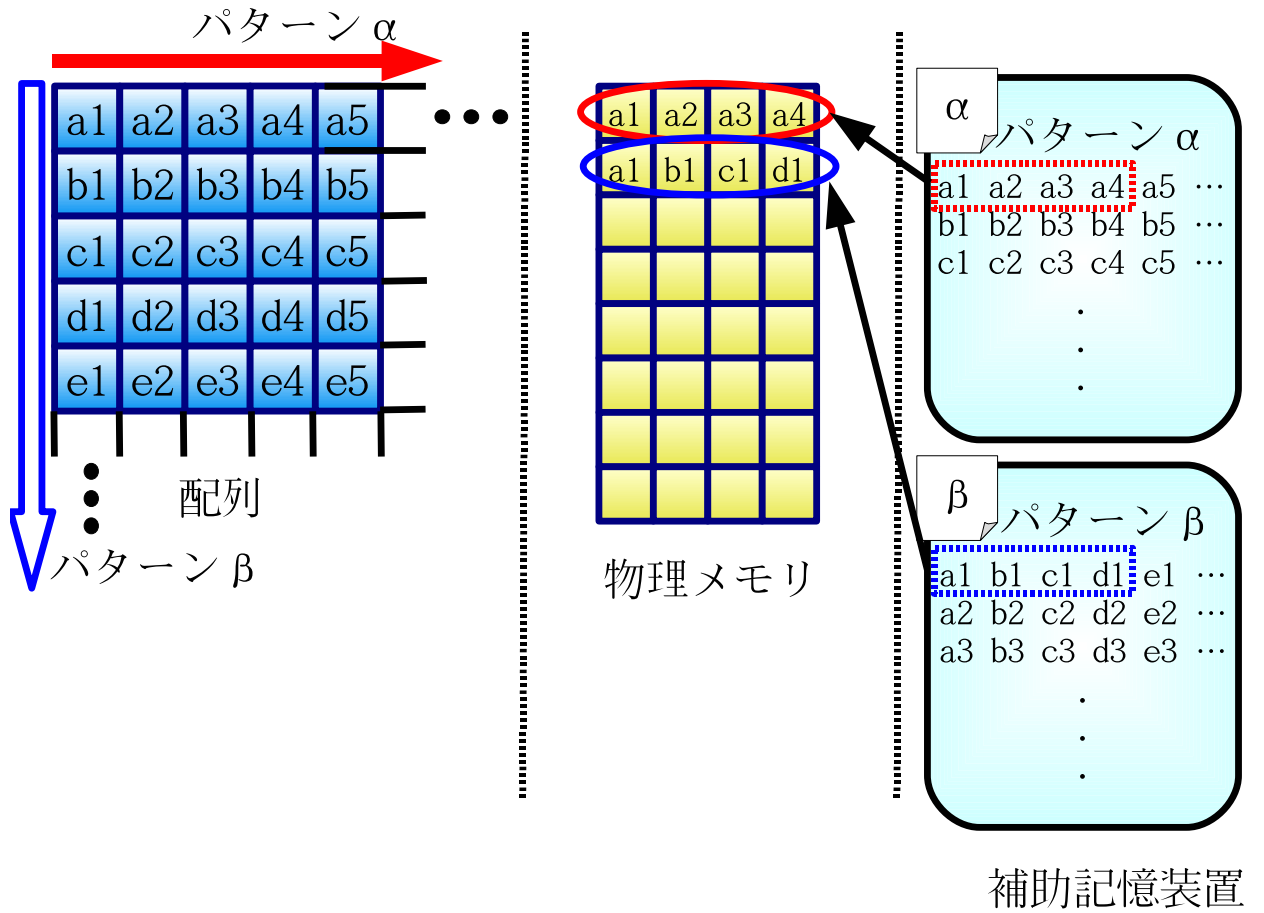 パターン α
a1 a2 a3 a4 a5
b1 b2 b3 b4 b5
c1 c2 c3 c4 c5
d1 d2 d3 d4 d5
e1 e2 e3 e4 e5
配列
パターン β
a1 a2 a3 a4
a1 b1 c1 d1
物理メモリ
α
パターン α
a1 a2 a3 a4 a5 …
b1 b2 b3 b4 b5 …
c1 c2 c3 c4 c5 …
β
パターン β
a1 b1 c1 d1 e1 …
a2 b2 c2 d2 e2 …
a3 b3 c3 d3 e3 …
補助記憶装置